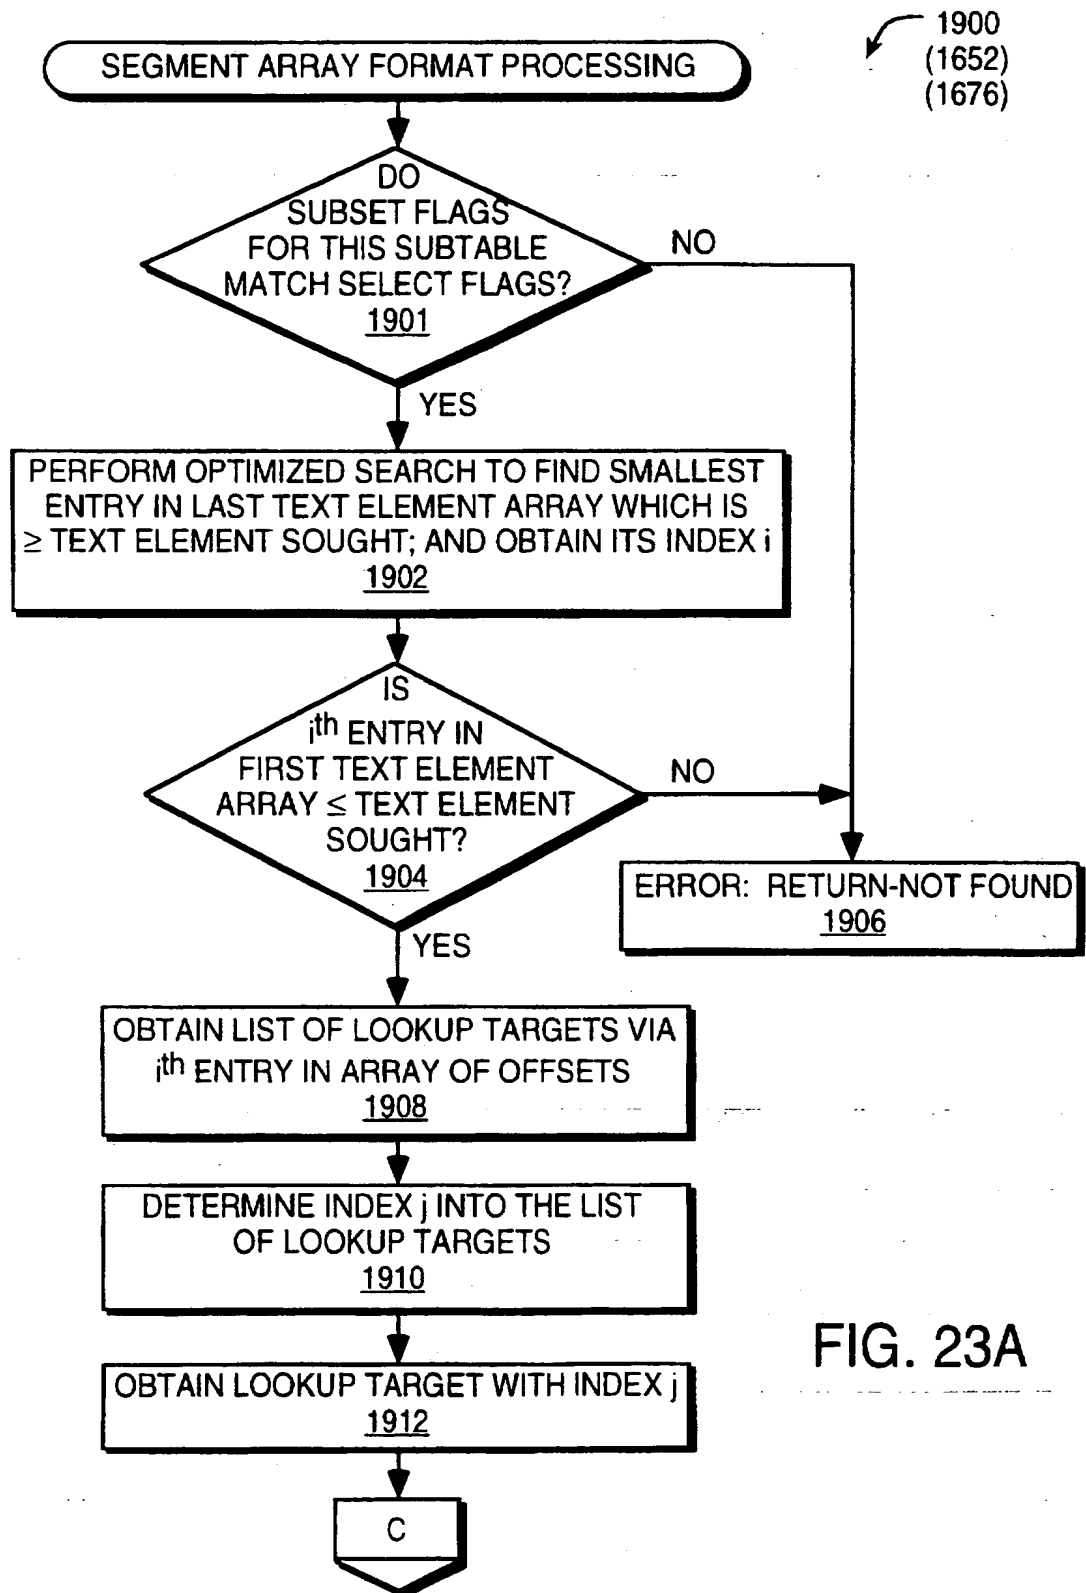 1900
(1652)
(1676)
SEGMENT ARRAY FORMAT PROCESSING
DO
SUBSET FLAGS
FOR THIS SUBTABLE
MATCH SELECT FLAGS?
1901
NO
YES
PERFORM OPTIMIZED SEARCH TO FIND SMALLEST
ENTRY IN LAST TEXT ELEMENT ARRAY WHICH IS
≥ TEXT ELEMENT SOUGHT; AND OBTAIN ITS INDEX i
1902
IS
ith ENTRY IN
FIRST TEXT ELEMENT
ARRAY ≤ TEXT ELEMENT
SOUGHT?
1904
NO
YES
ERROR: RETURN-NOT FOUND
1906
OBTAIN LIST OF LOOKUP TARGETS VIA
ith ENTRY IN ARRAY OF OFFSETS
1908
DETERMINE INDEX j INTO THE LIST
OF LOOKUP TARGETS
1910
OBTAIN LOOKUP TARGET WITH INDEX j
1912
C
FIG. 23A